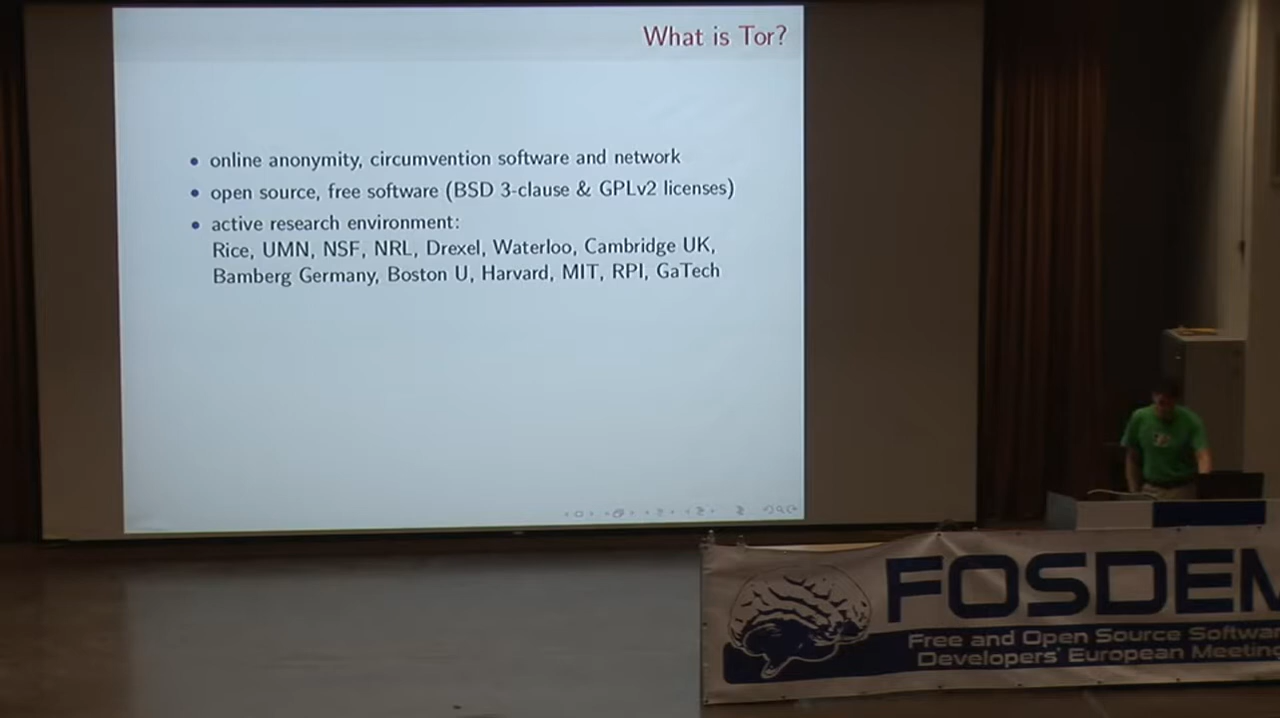 What is Tor?
• online anonymity, circumvention software and network
• open source, free software (BSD 3-clause & GPLv2 licenses)
• active research environment:
Rice, UMN, NSF, NRL, Drexel, Waterloo, Cambridge UK,
Bamberg Germany, Boston U, Harvard, MIT, RPI, GaTech
FOSDEM
Free and Open Source Softwar
Developers' European Meeting